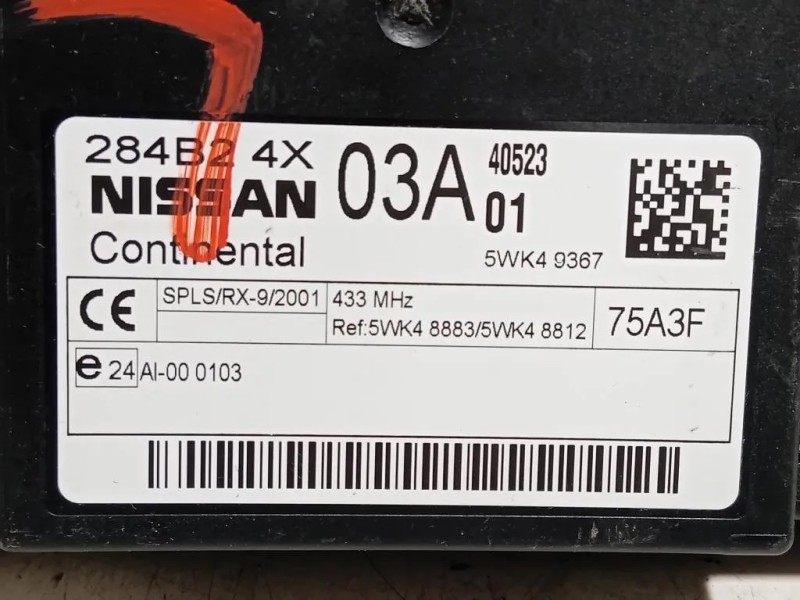 284B2 4X 03A 40523
NISSAN 01
Continental 5WK4 9367
CE SPLS/RX-9/2001 433 MHz 75A3F
Ref:5WK4 8883/5WK4 8812
e 24 AI-00 0103